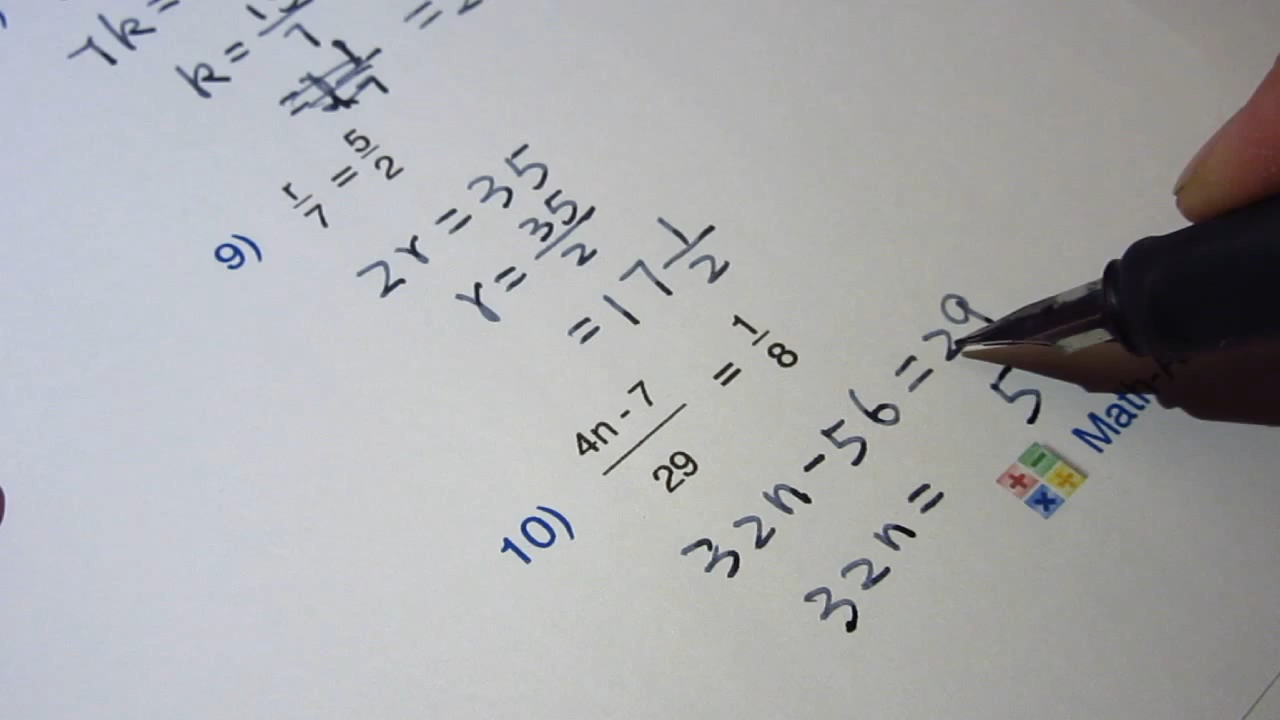 7k=
k=
9) r/7 = 5/2
2r = 35
r = 35/2
= 17 1/2
10) 4n - 7 / 29 = 1/8
32n - 56 = 29
32n = 5
Math-